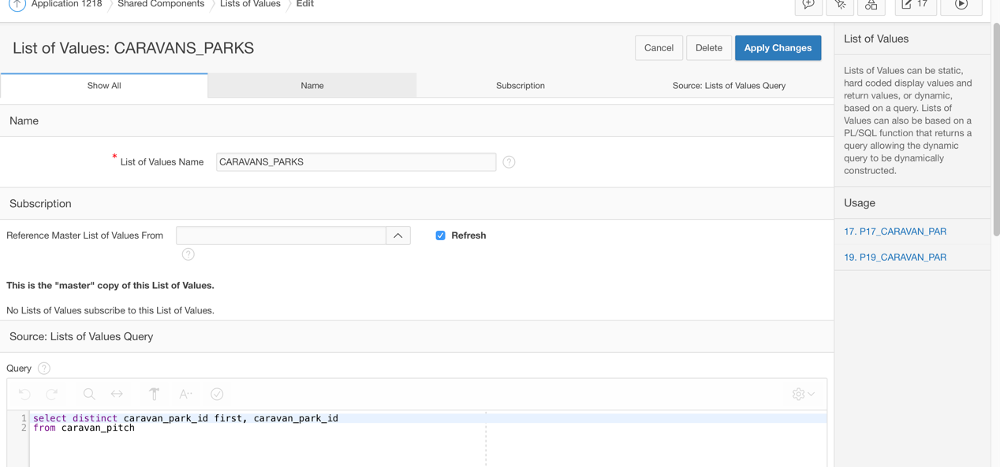 Application 1218 Shared Components Lists of Values Edit
17
List of Values: CARAVANS_PARKS
Cancel Delete Apply Changes
Show All Name Subscription Source: Lists of Values Query
Name
* List of Values Name CARAVANS_PARKS ?
Subscription
Reference Master List of Values From Refresh
?
This is the "master" copy of this List of Values.
No Lists of Values subscribe to this List of Values.
Source: Lists of Values Query
Query ?
A
1 select distinct caravan_park_id first, caravan_park_id
2 from caravan_pitch
List of Values
Lists of Values can be static,
hard coded display values and
return values, or dynamic,
based on a query. Lists of
Values can also be based on a
PL/SQL function that returns a
query allowing the dynamic
query to be dynamically
constructed.
Usage
17. P17_CARAVAN_PAR
19. P19_CARAVAN_PAR